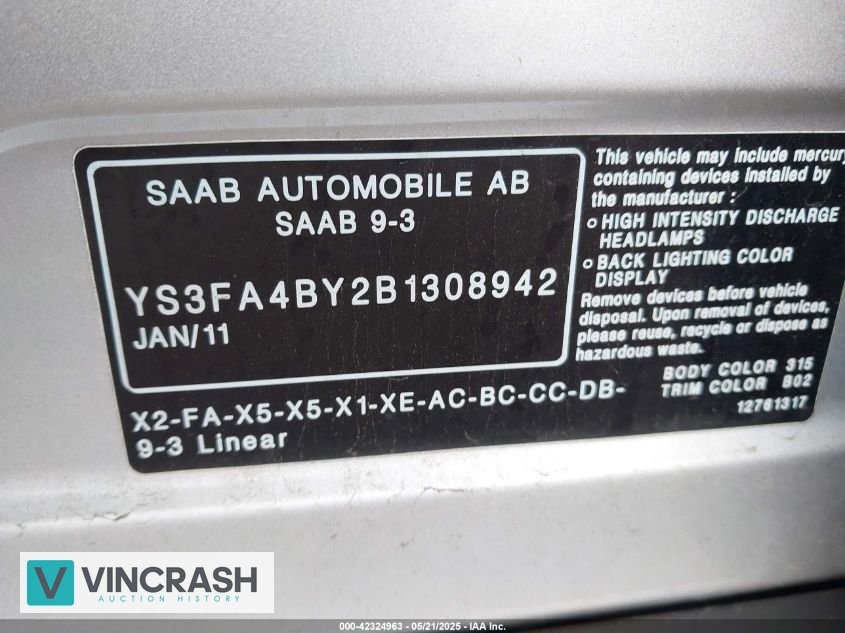 SAAB AUTOMOBILE AB
SAAB 9-3
YS3FA4BY2B1308942
JAN/11
X2-FA-X5-X5-X1-XE-AC-BC-CC-DB-
9-3 Linear
This vehicle may include mercury
containing devices installed by
the manufacturer :
o HIGH INTENSITY DISCHARGE
HEADLAMPS
o BACK LIGHTING COLOR
DISPLAY
Remove devices before vehicle
disposal. Upon removal of devices,
please reuse, recycle or dispose as
hazardous waste.
BODY COLOR 315
TRIM COLOR B02
12761317
V VINCRASH
AUCTION HISTORY
000-42324963 - 05/21/2025 - IAA Inc.